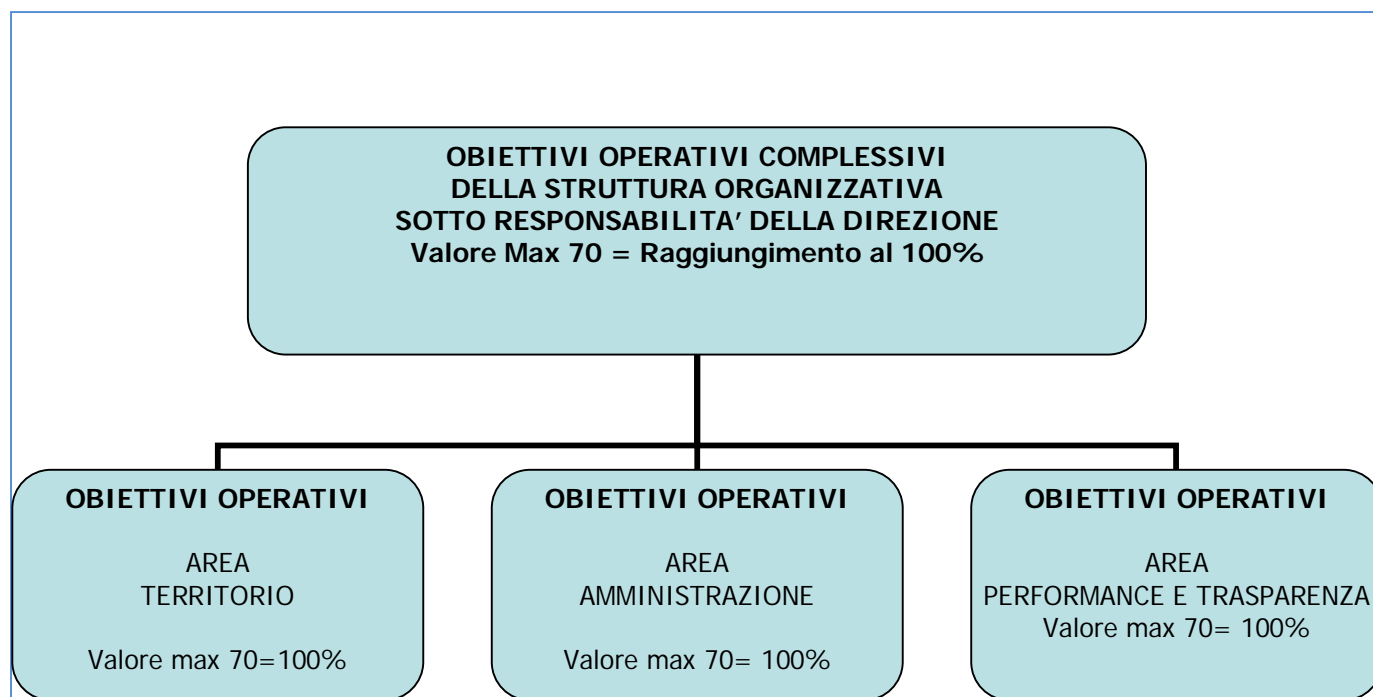 OBIETTIVI OPERATIVI COMPLESSIVI
DELLA STRUTTURA ORGANIZZATIVA
SOTTO RESPONSABILITA’ DELLA DIREZIONE
Valore Max 70 = Raggiungimento al 100%
OBIETTIVI OPERATIVI
AREA
TERRITORIO
Valore max 70=100%
OBIETTIVI OPERATIVI
AREA
AMMINISTRAZIONE
Valore max 70= 100%
OBIETTIVI OPERATIVI
AREA
PERFORMANCE E TRASPARENZA
Valore max 70= 100%